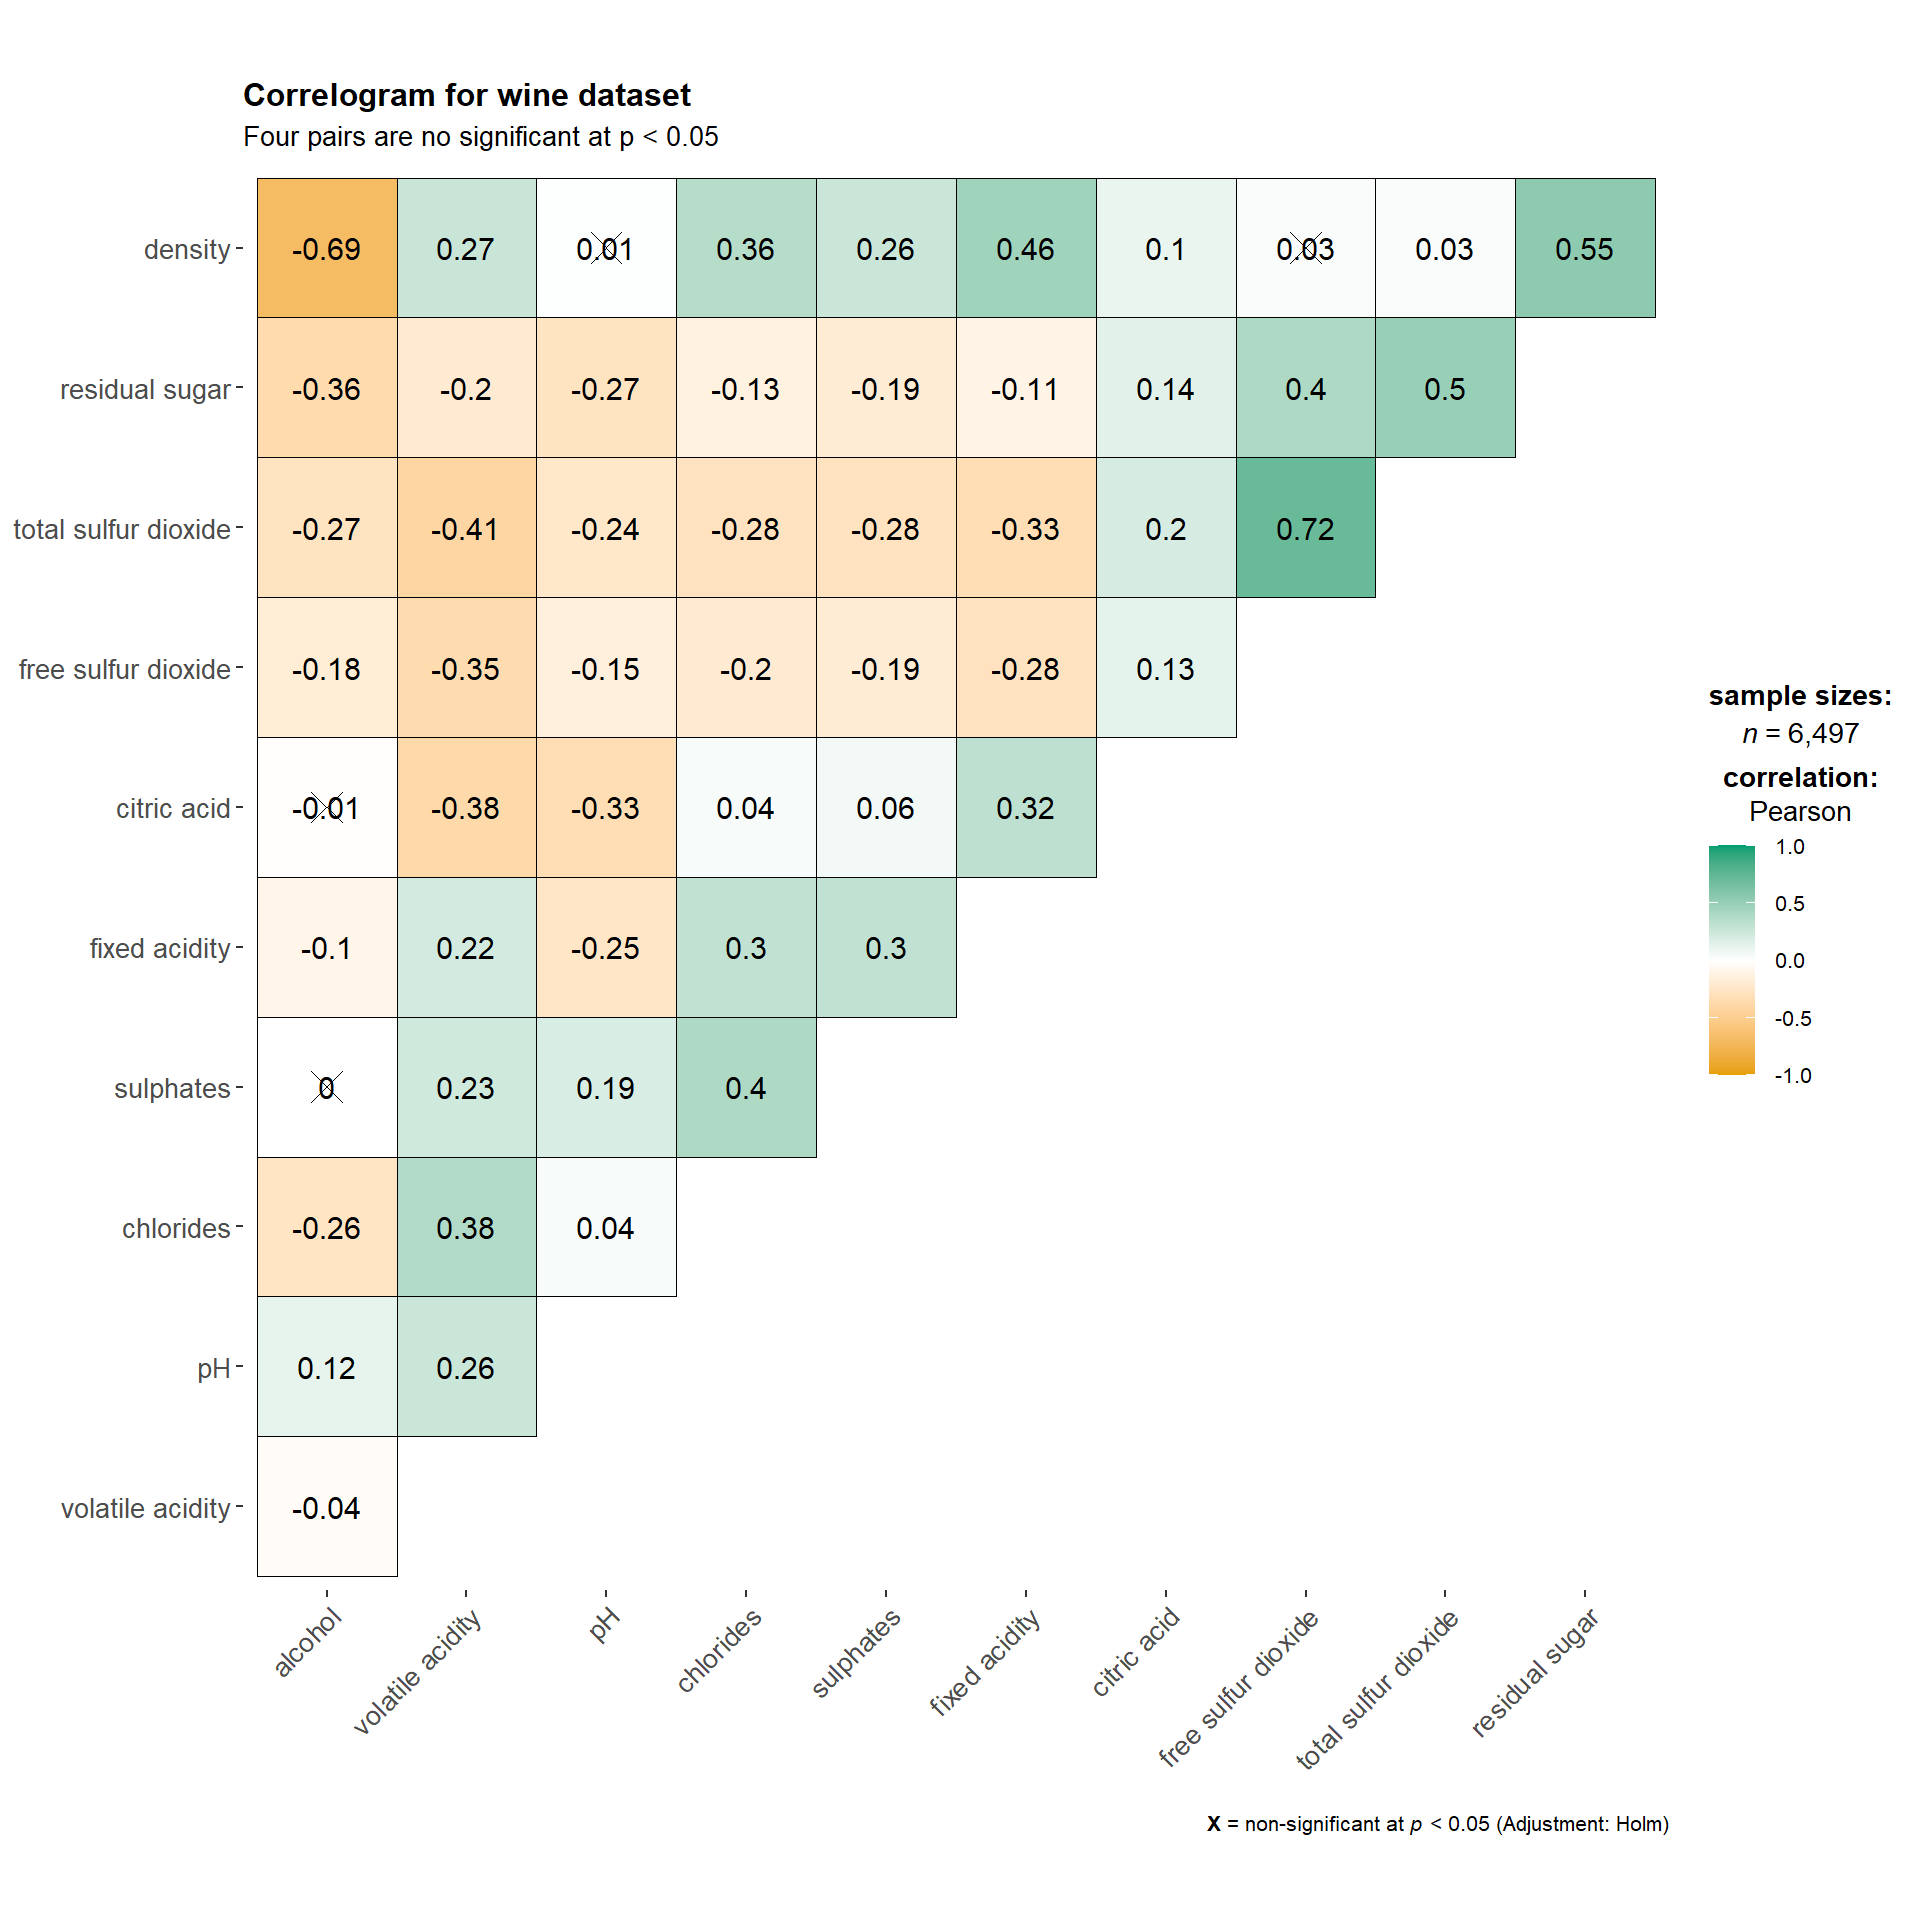 Correlogram for wine dataset
Four pairs are no significant at p < 0.05
density -0.69 0.27 0.01 0.36 0.26 0.46 0.1 0.03 0.03 0.55
residual sugar -0.36 -0.2 -0.27 -0.13 -0.19 -0.11 0.14 0.4 0.5
total sulfur dioxide -0.27 -0.41 -0.24 -0.28 -0.28 -0.33 0.2 0.72
free sulfur dioxide -0.18 -0.35 -0.15 -0.2 -0.19 -0.28 0.13
citric acid -0.01 -0.38 -0.33 0.04 0.06 0.32
fixed acidity -0.1 0.22 -0.25 0.3 0.3
sulphates 0 0.23 0.19 0.4
chlorides -0.26 0.38 0.04
pH 0.12 0.26
volatile acidity -0.04
alcohol
volatile acidity
pH
chlorides
sulphates
fixed acidity
citric acid
free sulfur dioxide
total sulfur dioxide
residual sugar
sample sizes:
n = 6,497
correlation:
Pearson
1.0
0.5
0.0
-0.5
-1.0
X = non-significant at p < 0.05 (Adjustment: Holm)